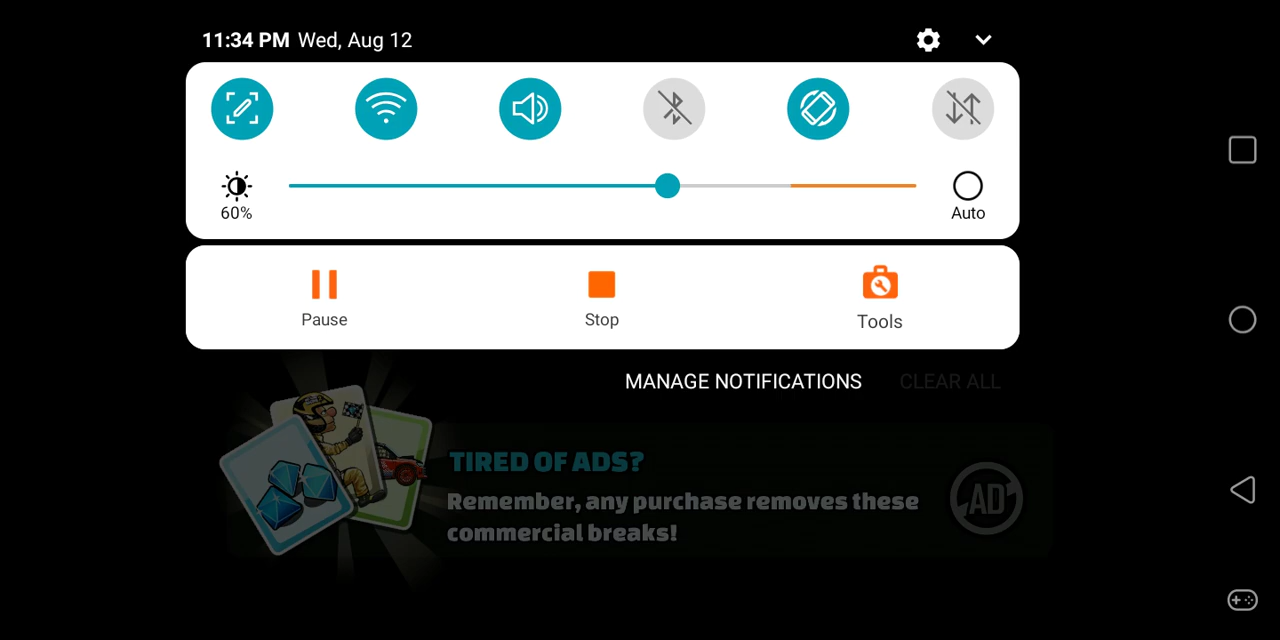 11:34 PM Wed, Aug 12
60%
Auto
Pause
Stop
Tools
MANAGE NOTIFICATIONS
CLEAR ALL
TIRED OF ADS?
Remember, any purchase removes these
commercial breaks!
AD